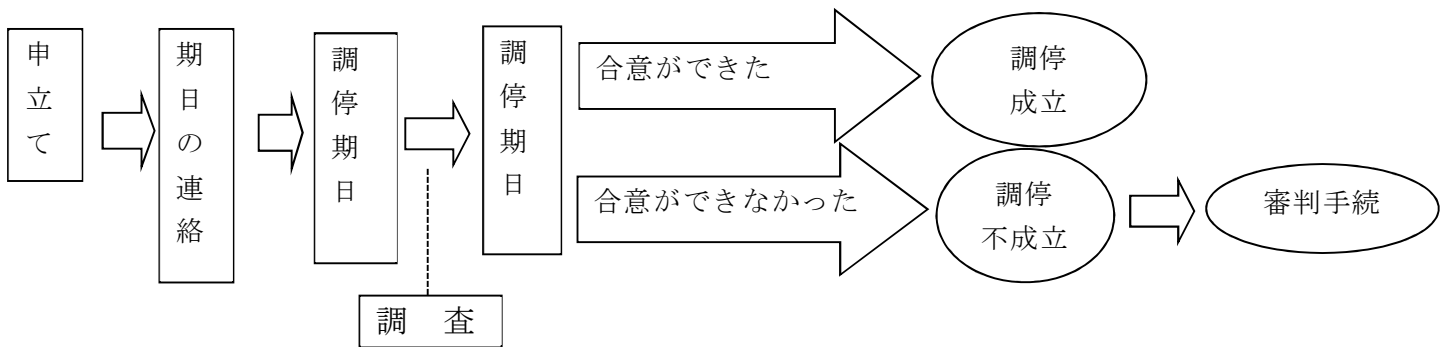 申立て
期日の連絡
調停期日
調停期日
合意ができた
調停
成立
合意ができなかった
調停
不成立
審判手続
調　査